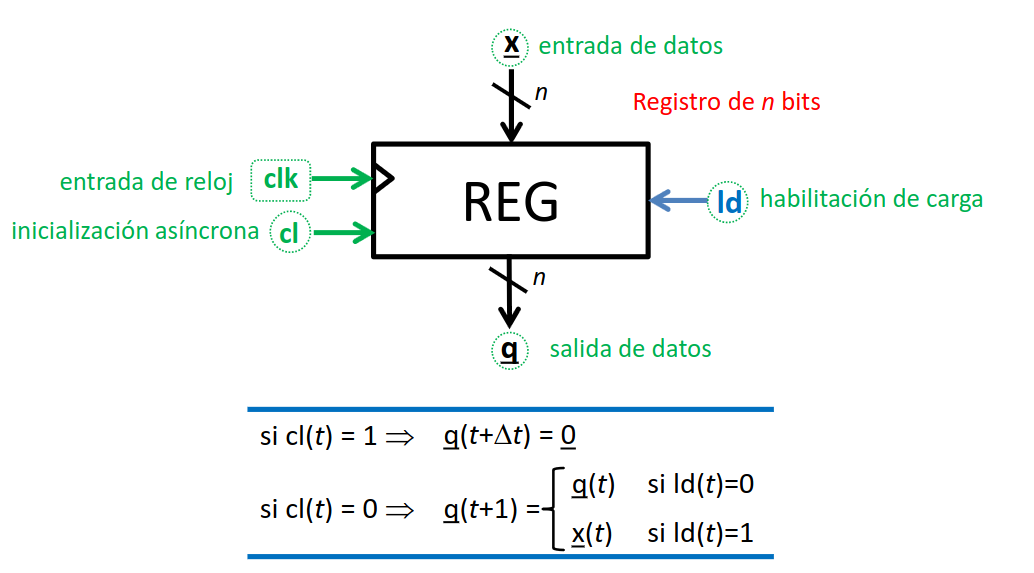 x entrada de datos
n
Registro de n bits
entrada de reloj clk
REG
ld habilitación de carga
inicialización asíncrona cl
n
q salida de datos
si cl(t) = 1 ⇒ q(t+Δt) = 0
si cl(t) = 0 ⇒ q(t+1) =
q(t) si ld(t)=0
x(t) si ld(t)=1